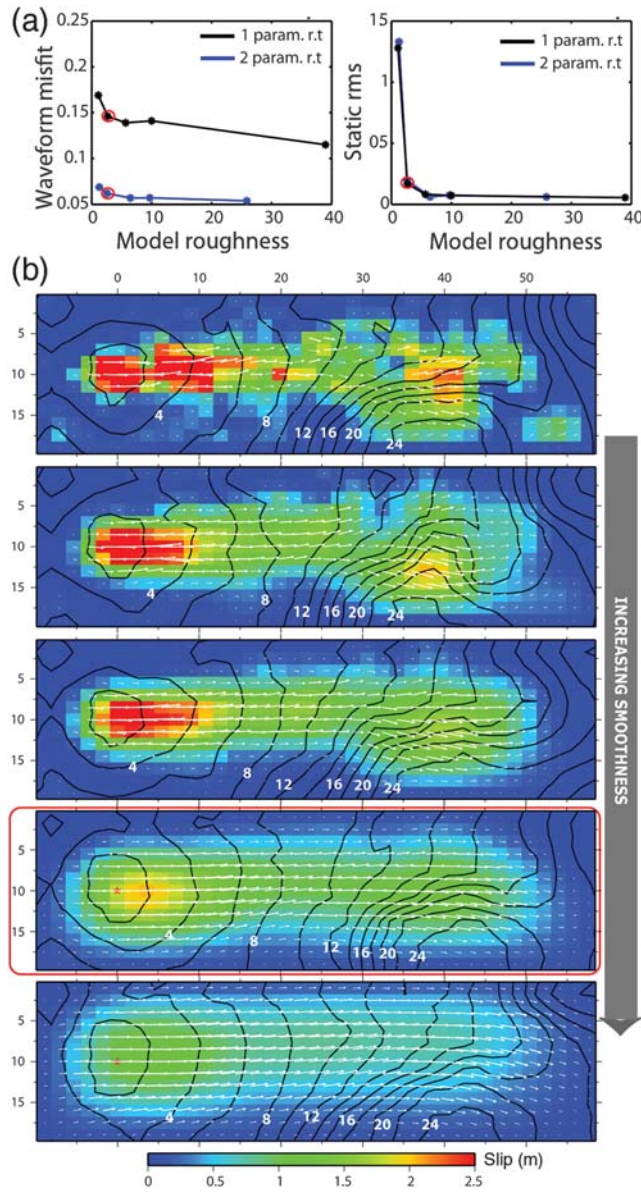 (a)
0.25
0.2
0.15
0.1
0.05
Waveform misfit
1 param. r.t
2 param. r.t
0 10 20 30 40
Model roughness
15
1
05
0
Static rms
1 param. r.t
2 param. r.t
0 10 20 30 40
Model roughness
(b)
0 10 20 30 40 50
5
10
15
4 8 12 16 20 24
5
10
15
4 8 12 16 20 24
5
10
15
4 8 12 16 20 24
5
10
15
4 8 12 16 20 24
5
10
15
4 8 12 16 20 24
INCREASING SMOOTHNESS
Slip (m)
0 0.5 1 1.5 2 2.5